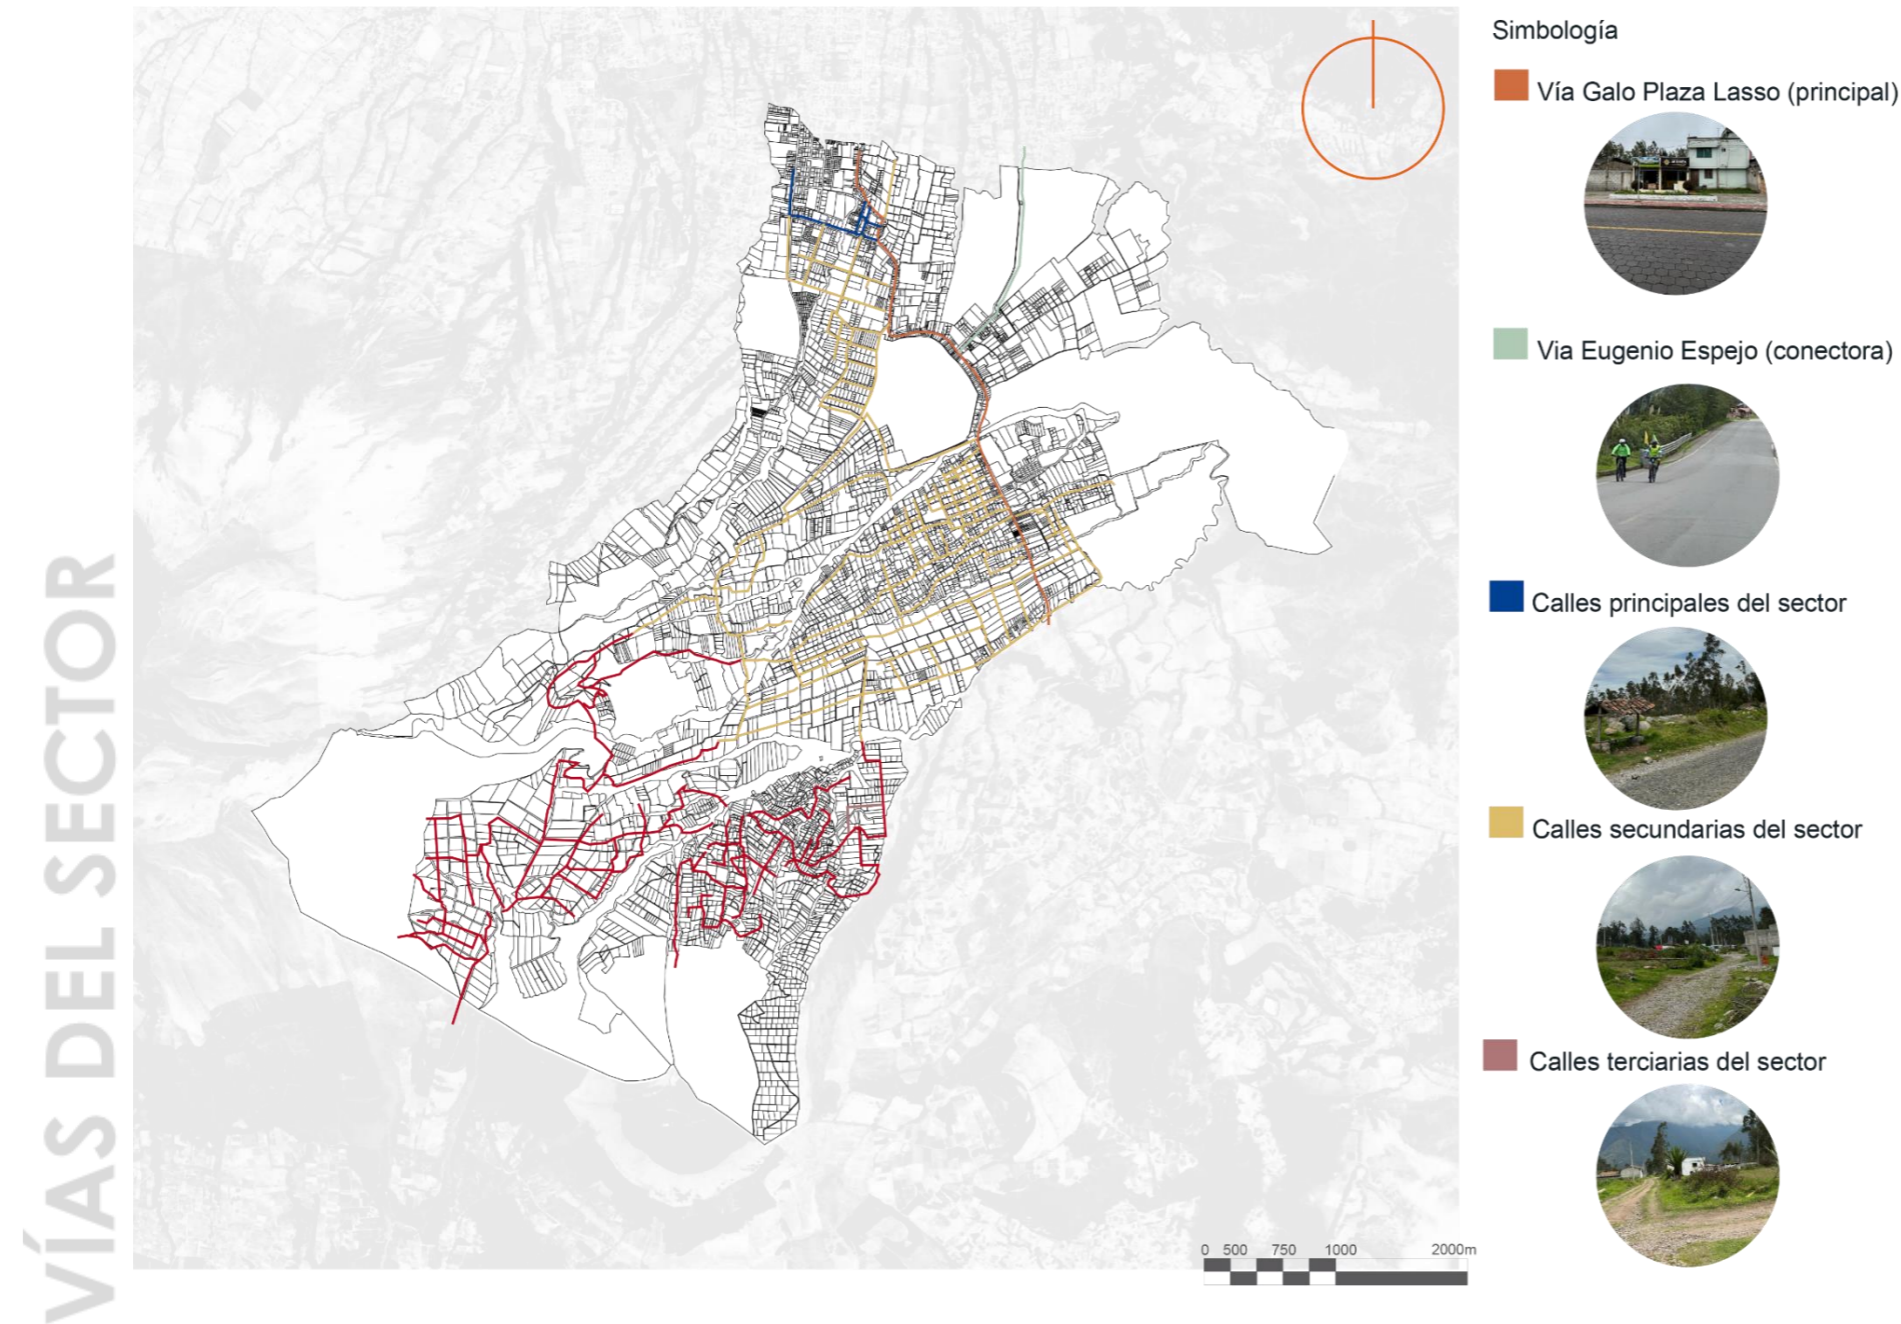 VÍAS DEL SECTOR
Simbología
Vía Galo Plaza Lasso (principal)
Via Eugenio Espejo (conectora)
Calles principales del sector
Calles secundarias del sector
Calles terciarias del sector
0 500 750 1000 2000m